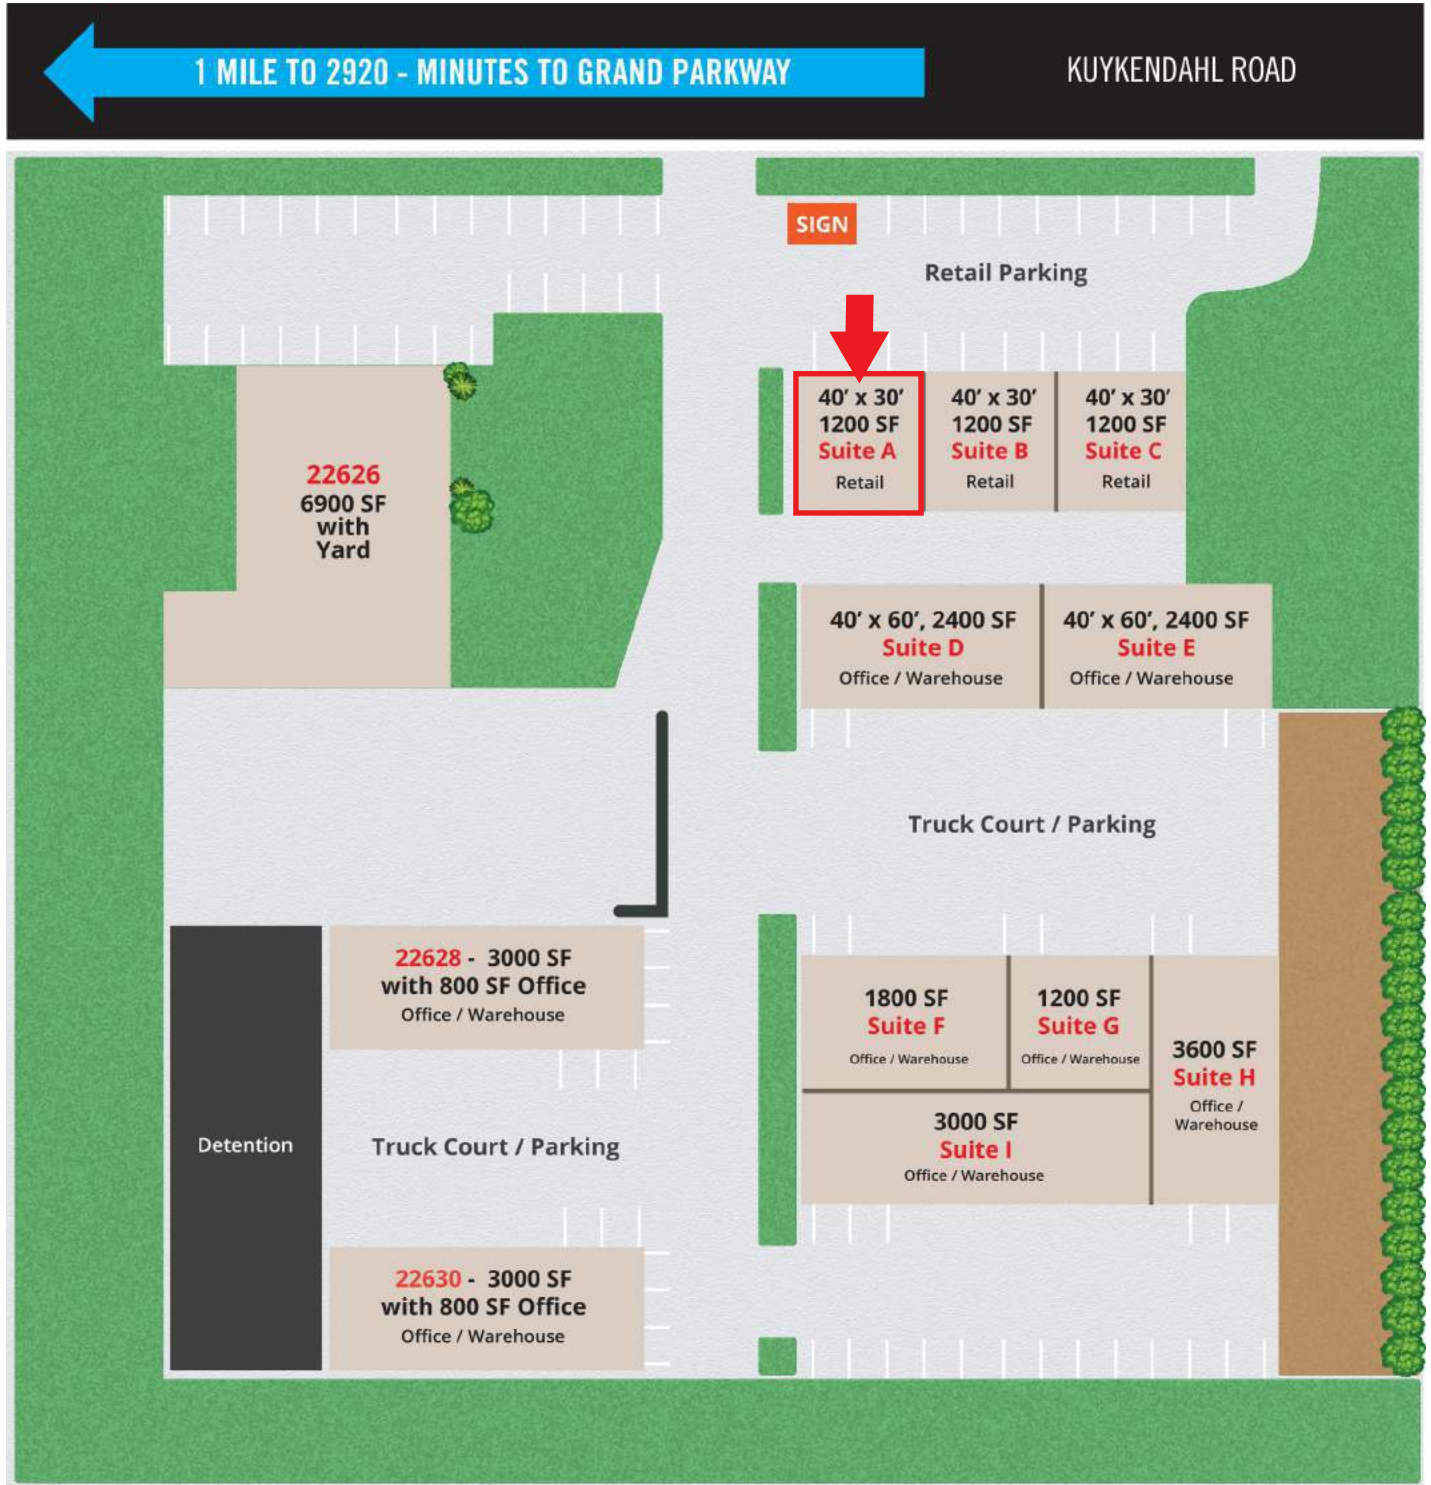 1 MILE TO 2920 - MINUTES TO GRAND PARKWAY
KUYKENDAHL ROAD
SIGN
Retail Parking
40’ x 30’
1200 SF
Suite A
Retail
40’ x 30’
1200 SF
Suite B
Retail
40’ x 30’
1200 SF
Suite C
Retail
22626
6900 SF
with
Yard
40’ x 60’, 2400 SF
Suite D
Office / Warehouse
40’ x 60’, 2400 SF
Suite E
Office / Warehouse
Truck Court / Parking
22628 - 3000 SF
with 800 SF Office
Office / Warehouse
1800 SF
Suite F
Office / Warehouse
1200 SF
Suite G
Office / Warehouse
3600 SF
Suite H
Office /
Warehouse
3000 SF
Suite I
Office / Warehouse
Detention
Truck Court / Parking
22630 - 3000 SF
with 800 SF Office
Office / Warehouse